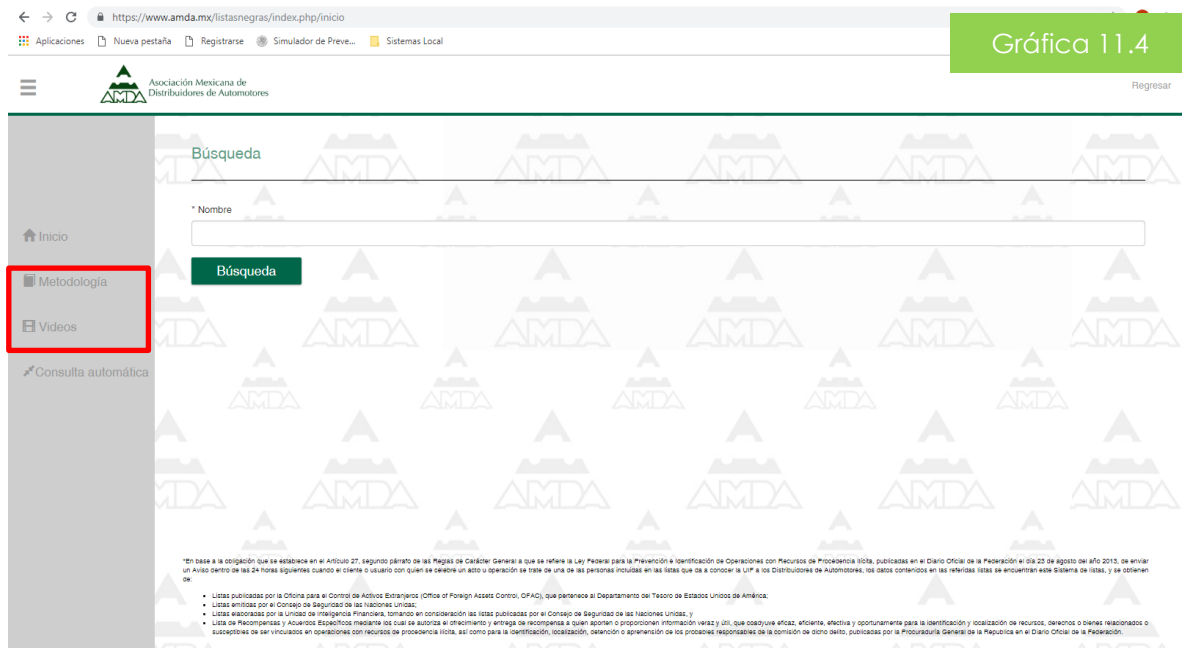 https://www.amda.mx/listasnegras/index.php/inicio
Aplicaciones Nueva pestaña Registrarse Simulador de Preve... Sistemas Local
Gráfica 11.4
AMDA
Asociación Mexicana de
Distribuidores de Automotores
Regresar
Búsqueda
* Nombre
Inicio
Búsqueda
Metodología
Videos
Consulta automática
*En base a la obligación que se establece en el Artículo 27, segundo párrafo de las Reglas de Carácter General a que se refiere la Ley Federal para la Prevención e Identificación de Operaciones con Recursos de Procedencia Ilícita, publicadas en el Diario Oficial de la Federación el día 23 de agosto del año 2013, de enviar
un Aviso dentro de las 24 horas siguientes cuando el cliente o usuario con quien se celebre un acto u operación se trate de una de las personas incluidas en las listas que da a conocer la UIF a los Distribuidores de Automotores, los datos contenidos en las referidas listas se encuentran este Sistema de listas, y se obtienen
de:
Listas publicadas por la Oficina para el Control de Activos Extranjeros (Office of Foreign Assets Control, OFAC), que pertenece al Departamento del Tesoro de Estados Unidos de América;
Listas emitidas por el Consejo de Seguridad de las Naciones Unidas;
Listas elaboradas por la Unidad de Inteligencia Financiera, tomando en consideración las listas publicadas por el Consejo de Seguridad de las Naciones Unidas, y
Lista de Recompensas y Acuerdos Específicos mediante los cual se autoriza el ofrecimiento y entrega de recompensa a quien aporten o proporcionen información veraz y útil, que coadyuve eficaz, eficiente, efectiva y oportunamente para la identificación y localización de recursos, derechos o bienes relacionados o
susceptibles de ser vinculados en operaciones con recursos de procedencia ilícita, así como para la identificación, localización, detención o aprehensión de los probables responsables de la comisión de dicho delito, publicadas por la Procuraduría General de la Republica en el Diario Oficial de la Federación.